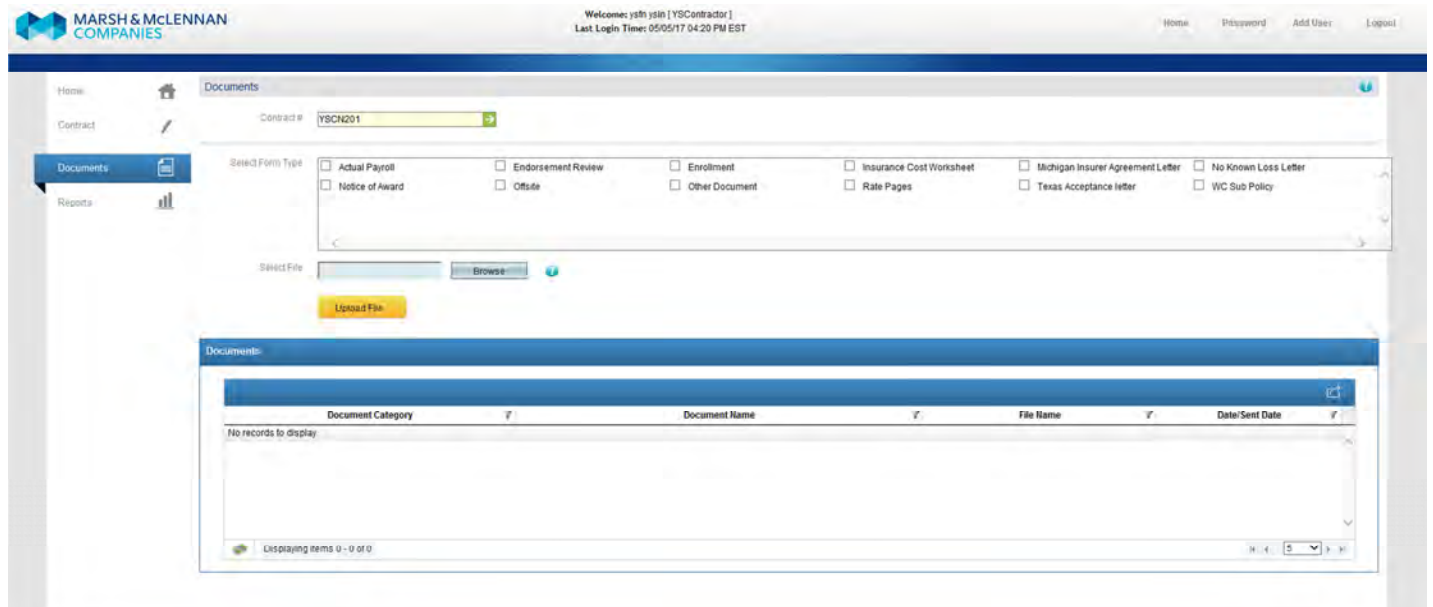 MARSH & McLENNAN
COMPANIES
Welcome: ysfn ysln [ YSContractor ]
Last Login Time: 05/05/17 04:20 PM EST
Home Password Add User Logout
Home
Contract
Documents
Reports
Documents
Contract # YSCN201
Select Form Type
Actual Payroll Endorsement Review Enrollment Insurance Cost Worksheet Michigan Insurer Agreement Letter No Known Loss Letter
Notice of Award Offsite Other Document Rate Pages Texas Acceptance letter WC Sub Policy
Select File Browse
Upload File
Documents
Document Category Document Name File Name Date/Sent Date
No records to display
Displaying items 0 - 0 of 0 5